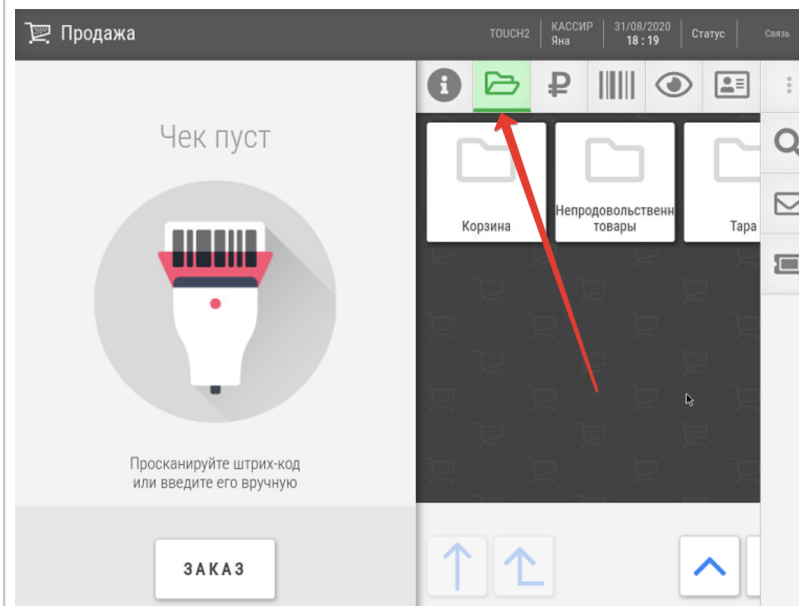 Продажа
TOUCH2
КАССИР
Яна
31/08/2020
18 : 19
Статус
Связь
Чек пуст
Корзина
Непродовольственн
товары
Тара
Просканируйте штрих-код
или введите его вручную
ЗАКАЗ